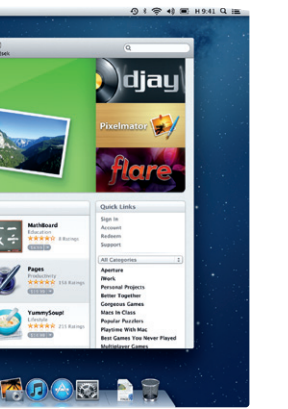 H 9:41
djay
Pixelmator
flare
Quick Links
Sign In
Account
Redeem
Support
All Categories
Aperture
iWork
Personal Projects
Better Together
Gorgeous Games
Macs In Class
Popular Puzzlers
Playtime With Mac
Best Games You Never Played
Multiplayer Games
MathBoard
Education
8 Ratings
Pages
Productivity
YummySoup!
Lifestyle
215 Ratings